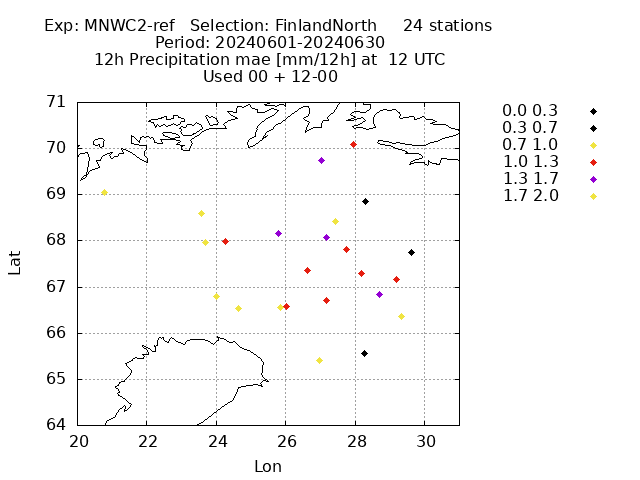 Exp: MNWC2-ref   Selection: FinlandNorth     24 stations
Period: 20240601-20240630
12h Precipitation mae [mm/12h] at  12 UTC
Used 00 + 12-00
71
70
69
68
67
66
65
64
Lat
20 22 24 26 28 30
Lon
0.0 0.3
0.3 0.7
0.7 1.0
1.0 1.3
1.3 1.7
1.7 2.0